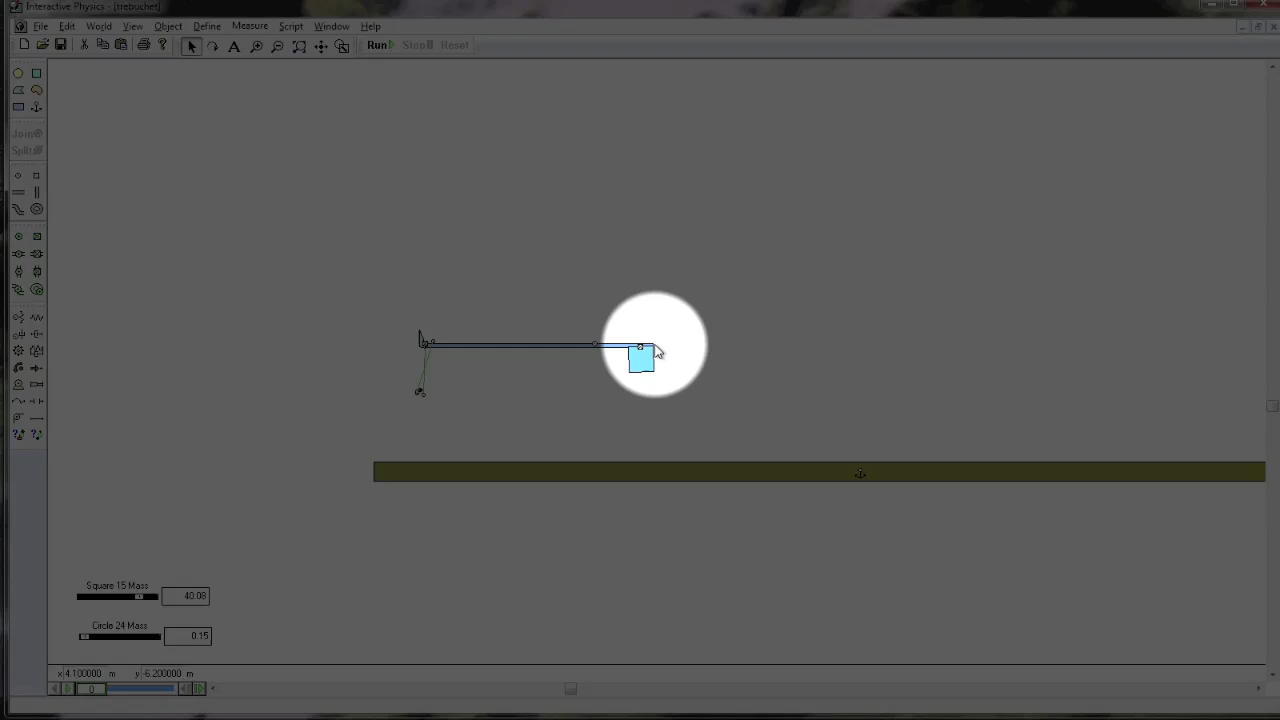 Interactive Physics - [trebuchet]
File Edit World View Object Define Measure Script Window Help
A Run Stop Reset
Join
Split
Square 15 Mass
40.08
Circle 24 Mass
0.15
x 4.100000 m y -6.200000 m
0